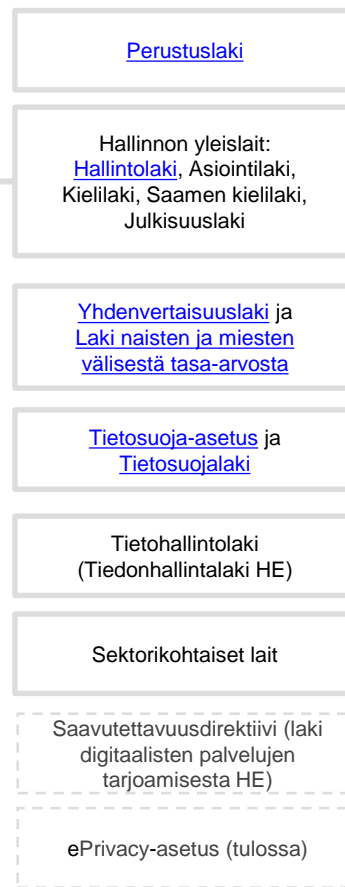 Perustuslaki
Hallinnon yleislait:
Hallintolaki, Asiointilaki,
Kielilaki, Saamen kielilaki,
Julkisuuslaki
Yhdenvertaisuuslaki ja
Laki naisten ja miesten
välisestä tasa-arvosta
Tietosuoja-asetus ja
Tietosuojalaki
Tietohallintolaki
(Tiedonhallintalaki HE)
Sektorikohtaiset lait
Saavutettavuusdirektiivi (laki
digitaalisten palvelujen
tarjoamisesta HE)
ePrivacy-asetus (tulossa)